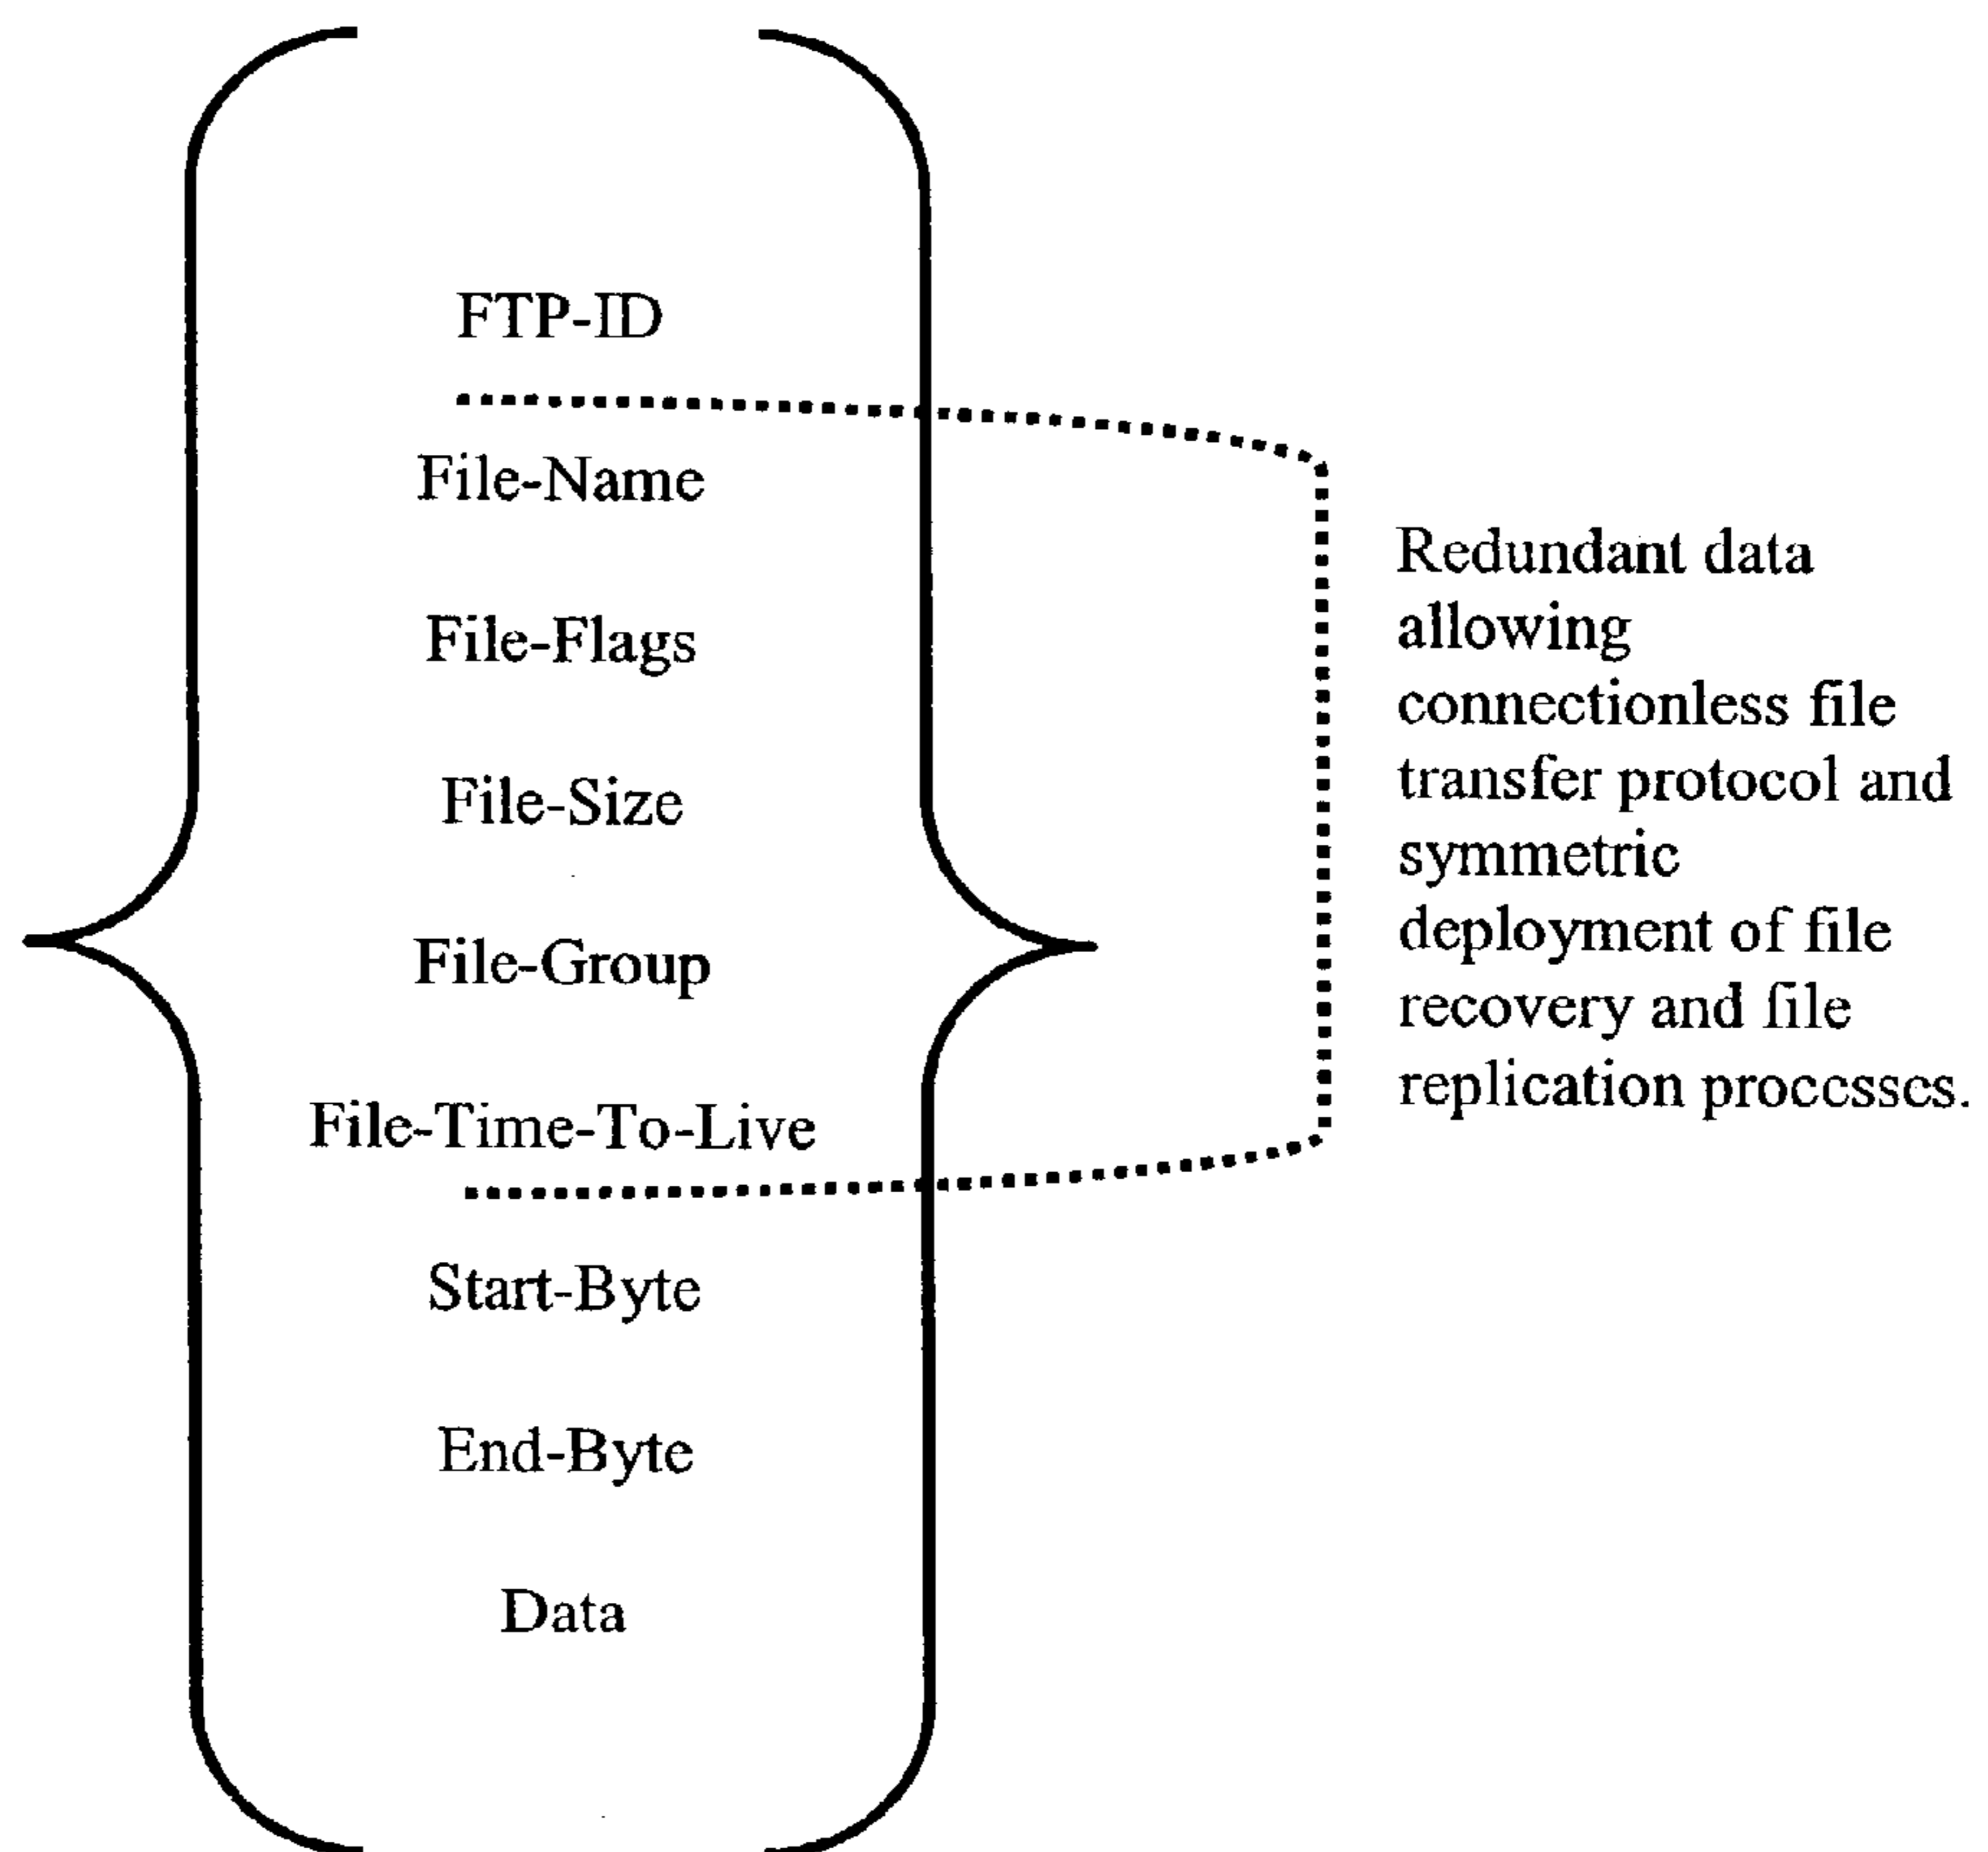 FTP-ID
File-Name
File-Flags
File-Size
File-Group
File-Time-To-Live
Start-Byte
End-Byte
Data
Redundant data
allowing
connectionless file
transfer protocol and
symmetric
deployment of file
recovery and file
replication processes.